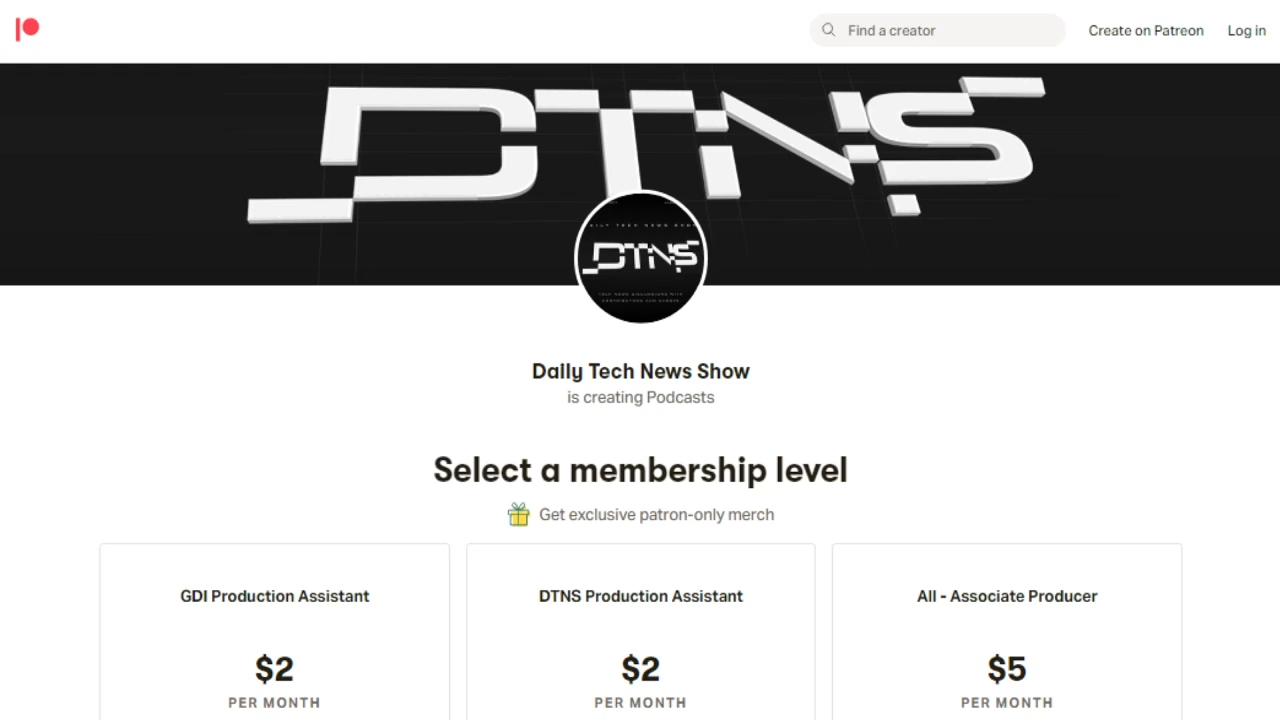 Find a creator
Create on Patreon
Log in
DTNS
DTNS
Daily Tech News Show
is creating Podcasts
Select a membership level
Get exclusive patron-only merch
GDI Production Assistant
DTNS Production Assistant
All - Associate Producer
$2
$2
$5
PER MONTH
PER MONTH
PER MONTH